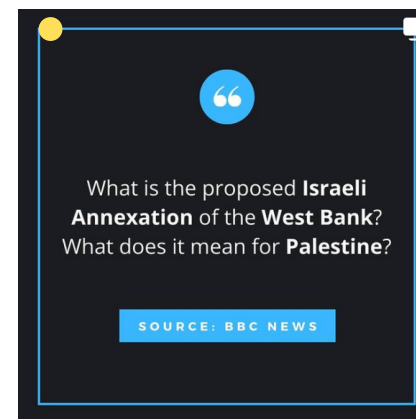 What is the proposed Israeli
Annexation of the West Bank?
What does it mean for Palestine?
SOURCE: BBC NEWS